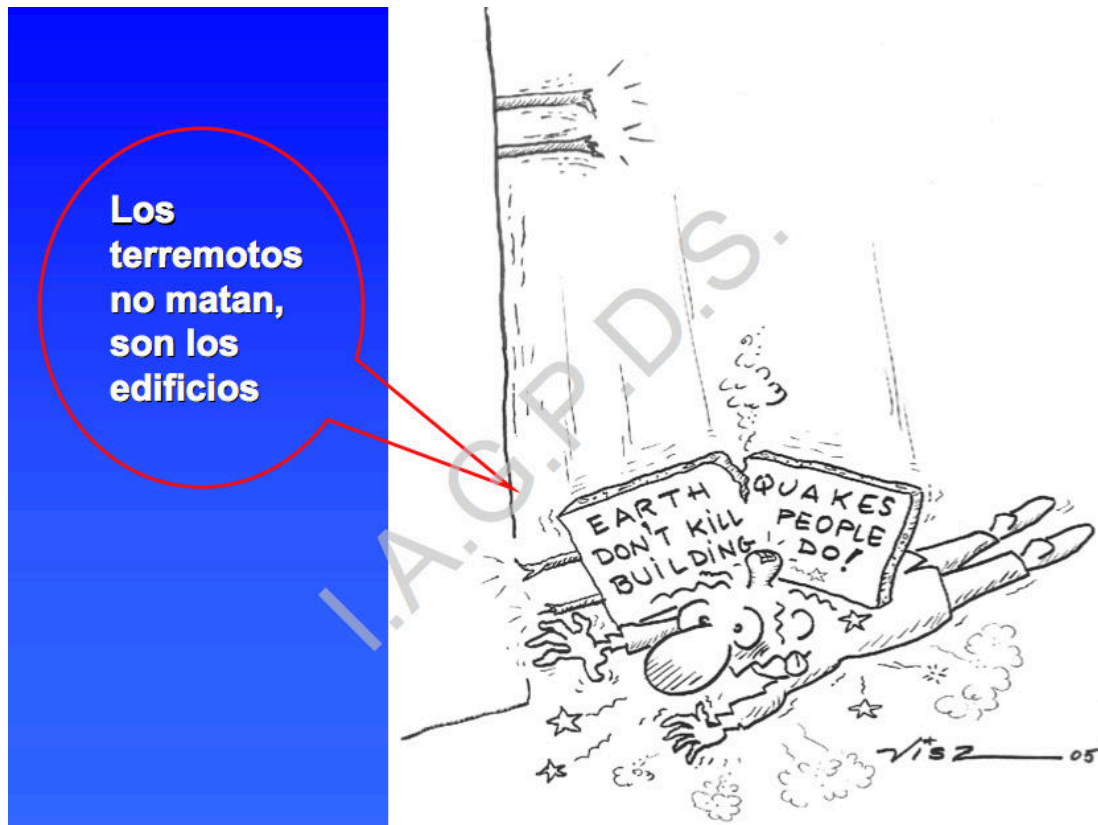 Los
terremotos
no matan,
son los
edificios
I.A.G.P.D.S.
EARTH
DON'T KILL
BUILDING
QUAKES
PEOPLE
DO!
Visz 05